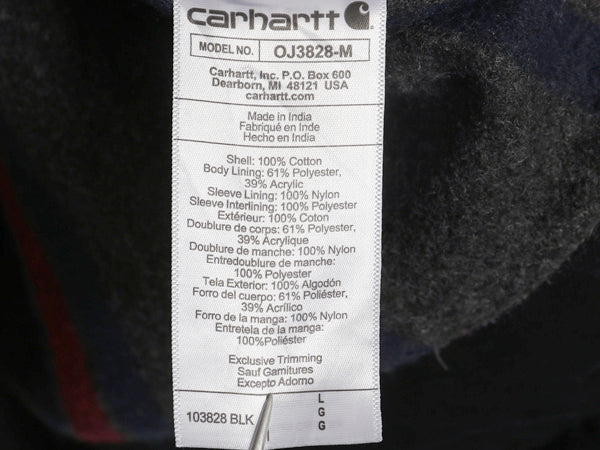 carhartt
MODEL NO. OJ3828-M
Carhartt, Inc. P.O. Box 600
Dearborn, MI 48121 USA
carhartt.com
Made in India
Fabriqué en Inde
Hecho en India
Shell: 100% Cotton
Body Lining: 61% Polyester,
39% Acrylic
Sleeve Lining: 100% Nylon
Sleeve Interlining: 100% Polyester
Extérieur: 100% Coton
Doublure de corps: 61% Polyester,
39% Acrylique
Doublure de manche: 100% Nylon
Entredoublure de manche:
100% Polyester
Tela Exterior: 100% Algodón
Forro del cuerpo: 61% Poliéster,
39% Acrílico
Forro de la manga: 100% Nylon
Entretela de la manga:
100%Poliéster
Exclusive Trimming
Sauf Garnitures
Excepto Adorno
103828 BLK
L
G
G